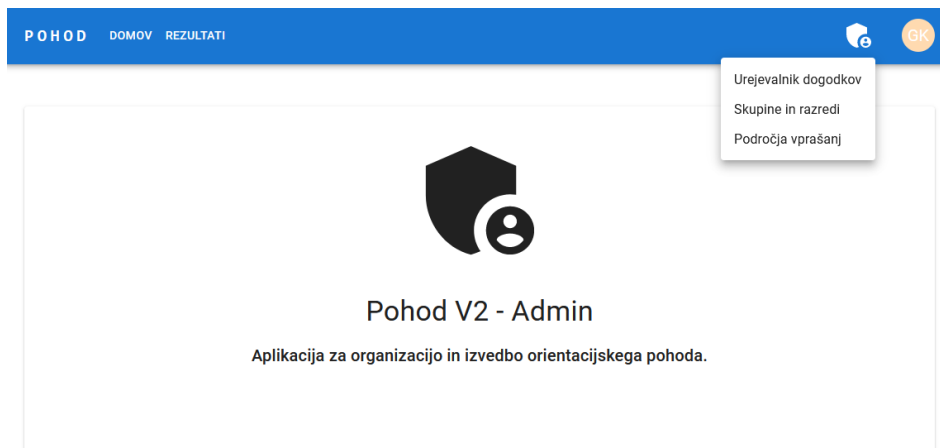 POHOD DOMOV REZULTATI GK
Urejevalnik dogodkov
Skupine in razredi
Področja vprašanj
Pohod V2 - Admin
Aplikacija za organizacijo in izvedbo orientacijskega pohoda.